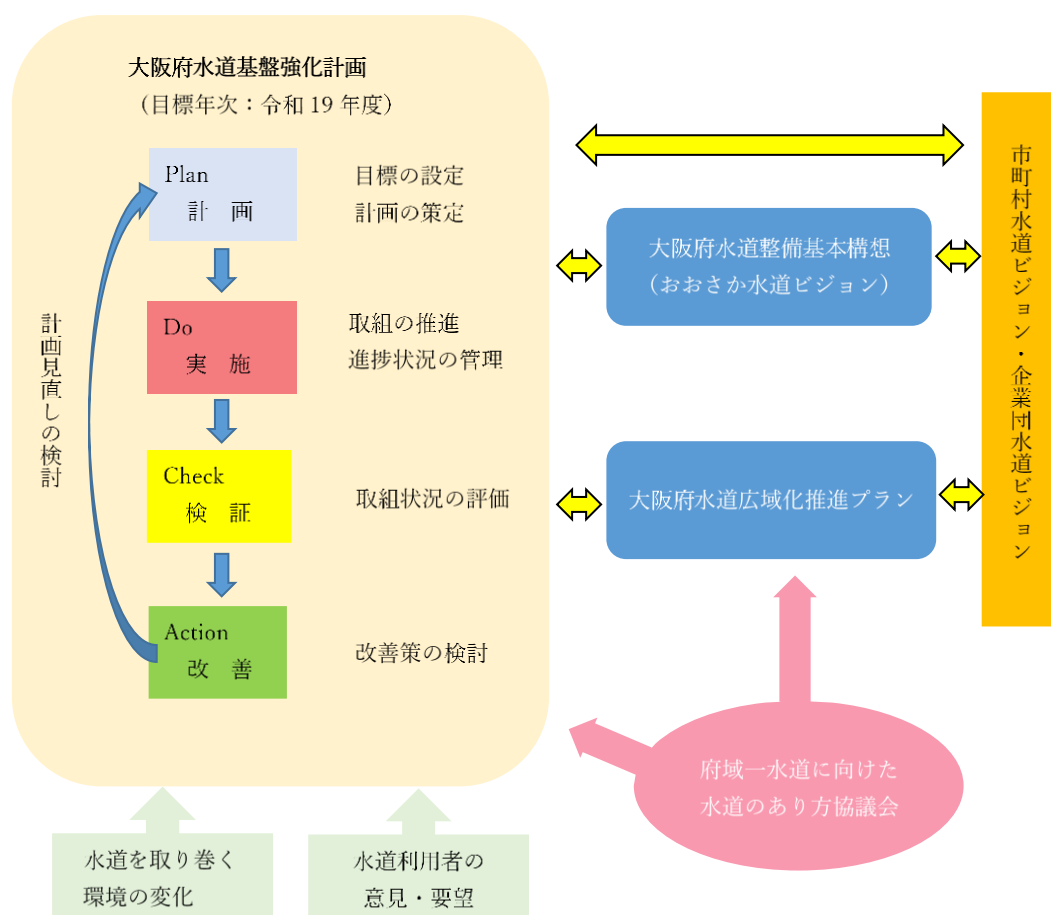 大阪府水道基盤強化計画
（目標年次：令和 19 年度）
Plan
計　画
目標の設定
計画の策定
Do
実　施
取組の推進
進捗状況の管理
Check
検　証
取組状況の評価
Action
改　善
改善策の検討
計画見直しの検討
大阪府水道整備基本構想
（おおさか水道ビジョン）
大阪府水道広域化推進プラン
市町村水道ビジョン・企業団水道ビジョン
府域一水道に向けた
水道のあり方協議会
水道を取り巻く
環境の変化
水道利用者の
意見・要望